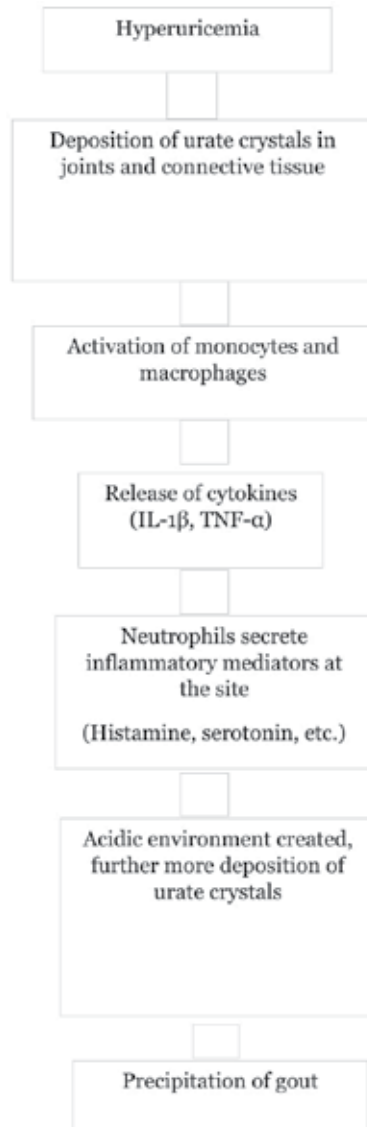 Hyperuricemia
Deposition of urate crystals in
joints and connective tissue
Activation of monocytes and
macrophages
Release of cytokines
(IL-1β, TNF-α)
Neutrophils secrete
inflammatory mediators at
the site
(Histamine, serotonin, etc.)
Acidic environment created,
further more deposition of
urate crystals
Precipitation of gout